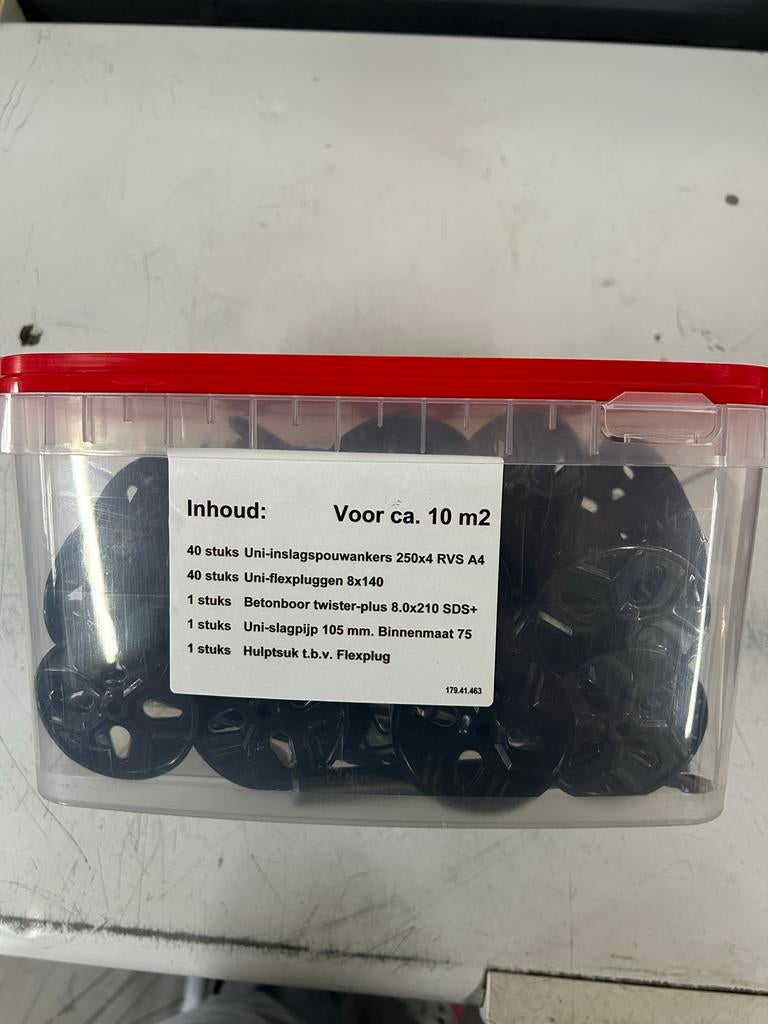 Inhoud: Voor ca. 10 m2
40 stuks Uni-inslagspouwankers 250x4 RVS A4
40 stuks Uni-flexpluggen 8x140
1 stuks Betonboor twister-plus 8.0x210 SDS+
1 stuks Uni-slagpijp 105 mm. Binnenmaat 75
1 stuks Hulptsuk t.b.v. Flexplug
179.41.463